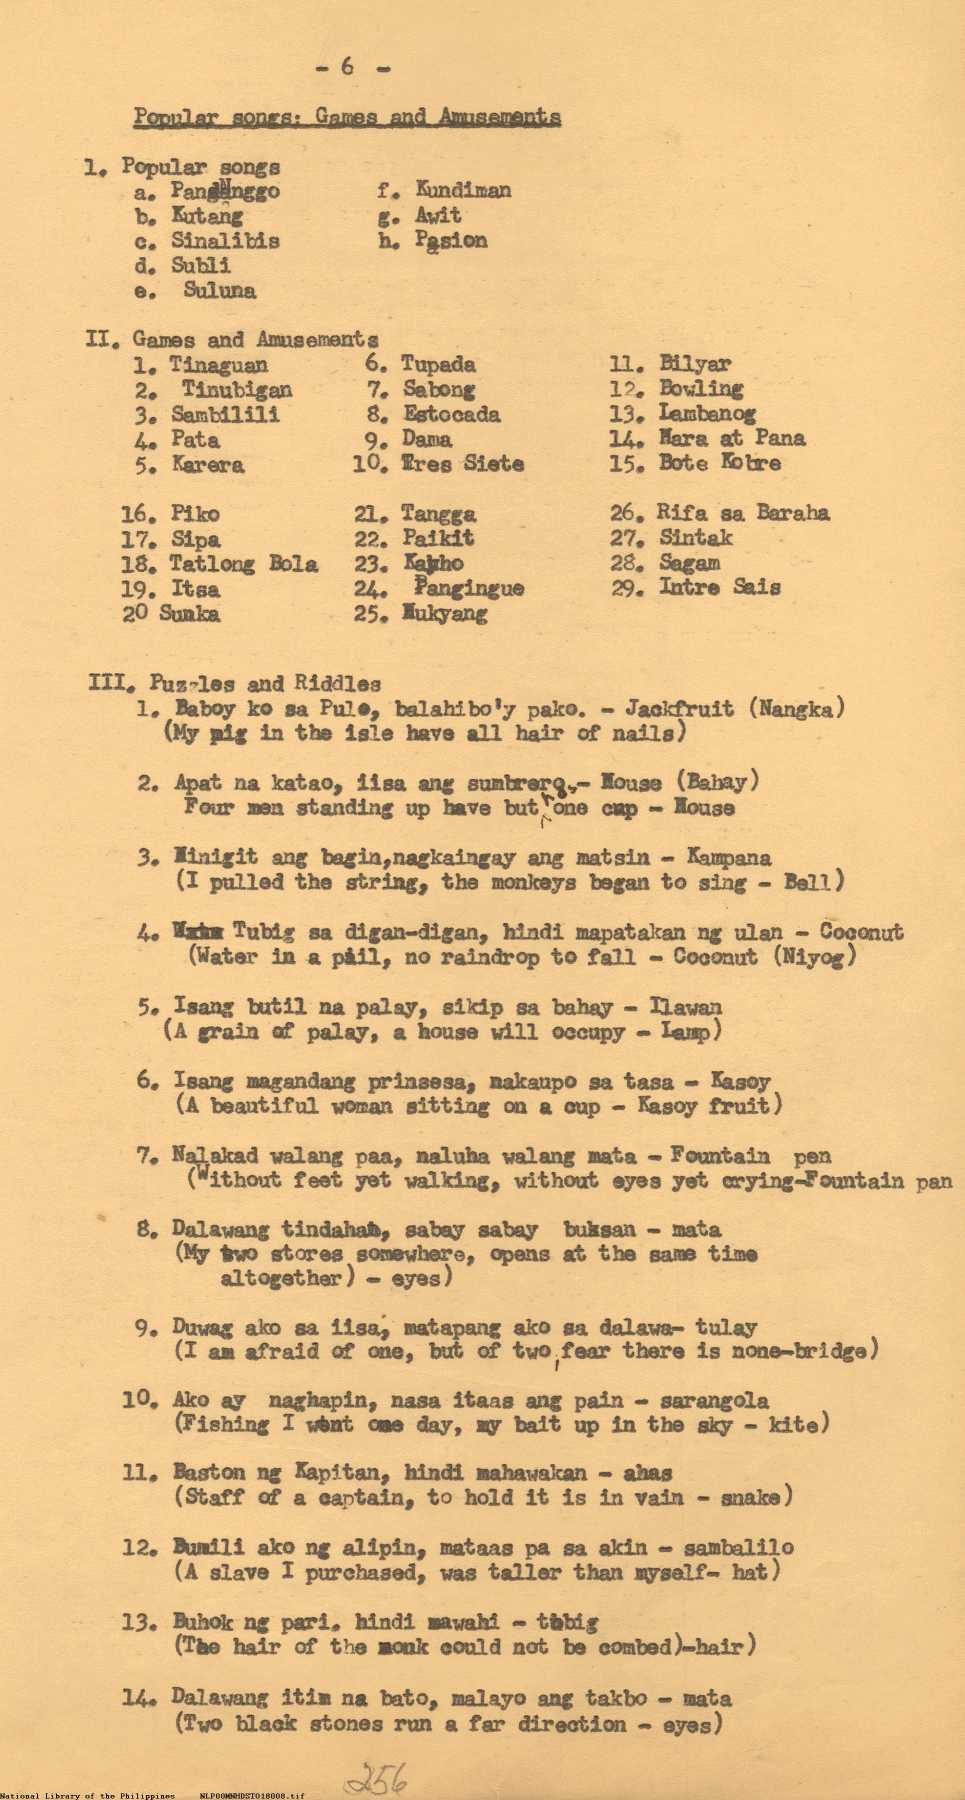 - 6 -
Popular songs: Games and Amusements
1. Popular songs
a. Pandanggo f. Kundiman
b. Kutang g. Awit
c. Sinalibis h. Pasion
d. Subli
e. Suluna
II. Games and Amusements
1. Tinaguan 6. Tupada 11. Bilyar
2. Tinubigan 7. Sabong 12. Bowling
3. Sambilili 8. Estocada 13. Lambanog
4. Pata 9. Dama 14. Hara at Pana
5. Karera 10. Tres Siete 15. Bote Kobre
16. Piko 21. Tangga 26. Rifa sa Baraha
17. Sipa 22. Paikit 27. Sintak
18. Tatlong Bola 23. 28. Sagam
19. Itsa 24. Pangingue 29. Intre Sais
20 Sunka 25. Hukyang
III. Puzzles and Riddles
1. Baboy ko sa Pulo, balahibo'y pako. - Jackfruit (Nangka)
(My pig in the isle have all hair of nails)
2. Apat na katao, iisa ang sumbrero.- House (Bahay)
Four men standing up have but one cup - House
3. Hinigit ang bagin,nagkaingay ang matsin - Kampana
(I pulled the string, the monkeys began to sing - Bell)
4. Tubig sa digan-digan, hindi mapatakan ng ulan - Coconut
(Water in a pail, no raindrop to fall - Coconut (Niyog)
5. Isang butil na palay, sikip sa bahay - Ilawan
(A grain of palay, a house will occupy - Lamp)
6. Isang magandang prinsesa, nakaupo sa tasa - Kasoy
(A beautiful woman sitting on a cup - Kasoy fruit)
7. Nalakad walang paa, naluha walang mata - Fountain pen
(Without feet yet walking, without eyes yet crying-Fountain pan
8. Dalawang tindahan, sabay sabay buksan - mata
(My two stores somewhere, opens at the same time
altogether) - eyes)
9. Duwag ako sa iisa, matapang ako sa dalawa- tulay
(I am afraid of one, but of two,fear there is none-bridge)
10. Ako ay naghapin, nasa itaas ang pain - sarangola
(Fishing I went one day, my bait up in the sky - kite)
11. Baston ng Kapitan, hindi mahawakan - ahas
(Staff of a captain, to hold it is in vain - snake)
12. Bumili ako ng alipin, mataas pa sa akin - sambalilo
(A slave I purchased, was taller than myself- hat)
13. Buhok ng pari. hindi mawahi - tubig
(The hair of the monk could not be combed)-hair)
14. Dalawang itim na bato, malayo ang takbo - mata
(Two black stones run a far direction - eyes)
256
National Library of the Philippines